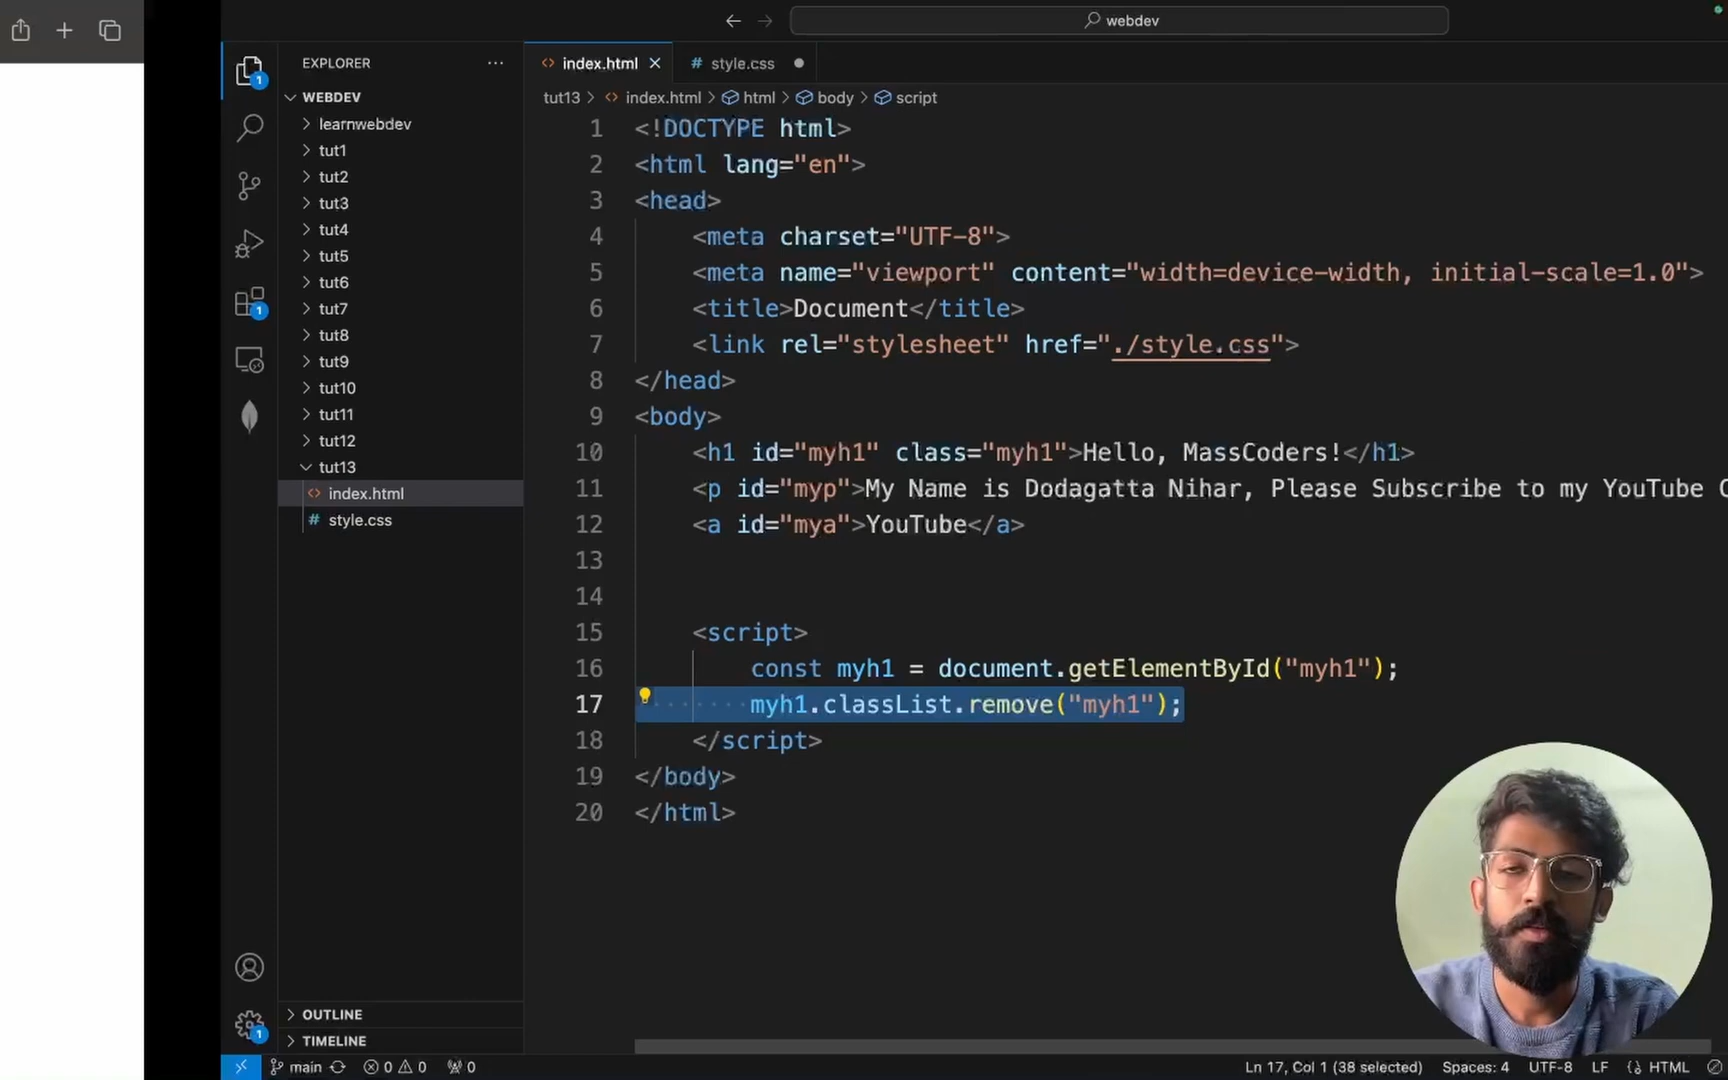 webdev
EXPLORER
WEBDEV
learnwebdev
tut1
tut2
tut3
tut4
tut5
tut6
tut7
tut8
tut9
tut10
tut11
tut12
tut13
<> index.html
# style.css
OUTLINE
TIMELINE
1
1
1
<> index.html ×
# style.css
tut13 > <> index.html > html > body > script
1 <!DOCTYPE html>
2 <html lang="en">
3 <head>
4 <meta charset="UTF-8">
5 <meta name="viewport" content="width=device-width, initial-scale=1.0">
6 <title>Document</title>
7 <link rel="stylesheet" href="./style.css">
8 </head>
9 <body>
10 <h1 id="myh1" class="myh1">Hello, MassCoders!</h1>
11 <p id="myp">My Name is Dodagatta Nihar, Please Subscribe to my YouTube C
12 <a id="mya">YouTube</a>
13
14
15 <script>
16 const myh1 = document.getElementById("myh1");
17 myh1.classList.remove("myh1");
18 </script>
19 </body>
20 </html>
main 0 0 0 Ln 17, Col 1 (38 selected) Spaces: 4 UTF-8 LF {} HTML